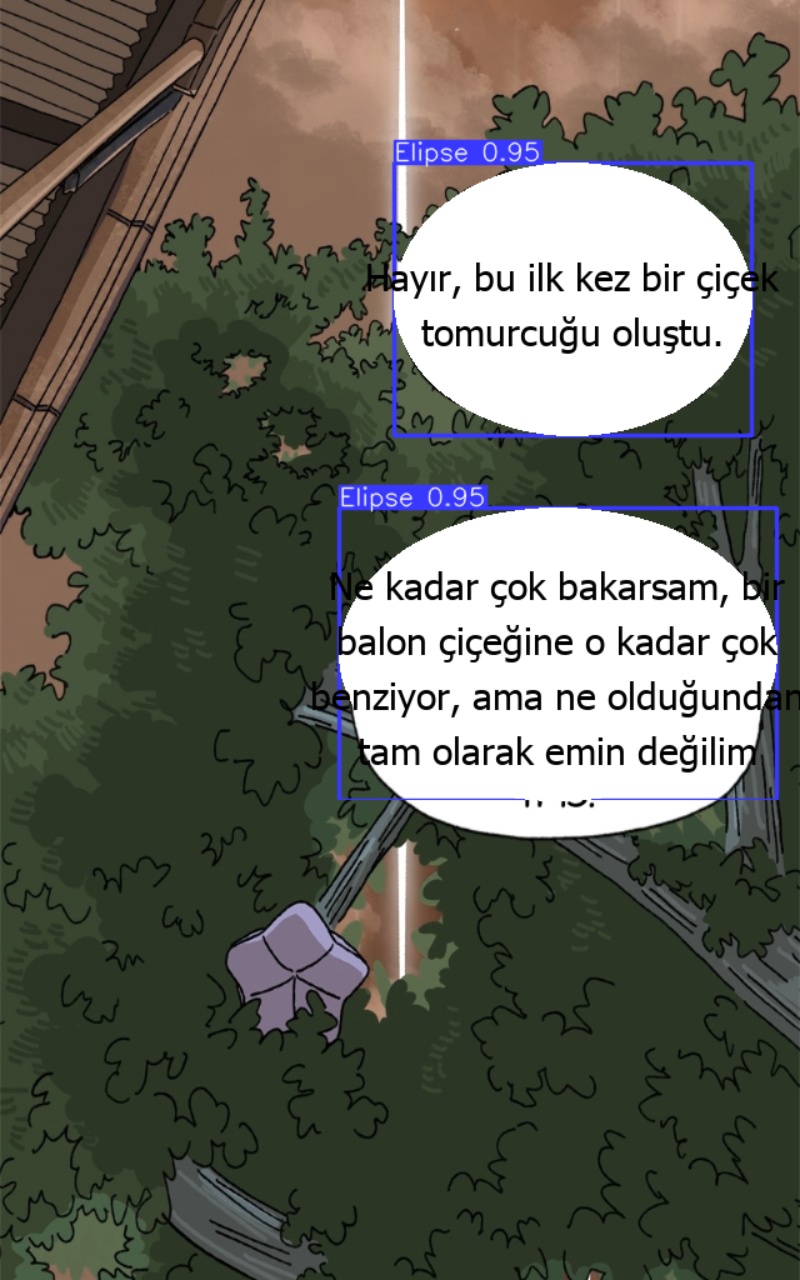 Elipse 0.95
Hayır, bu ilk kez bir çiçek
tomurcuğu oluştu.
Elipse 0.95
Ne kadar çok bakarsam, bir
balon çiçeğine o kadar çok
benziyor, ama ne olduğundan
tam olarak emin değilim